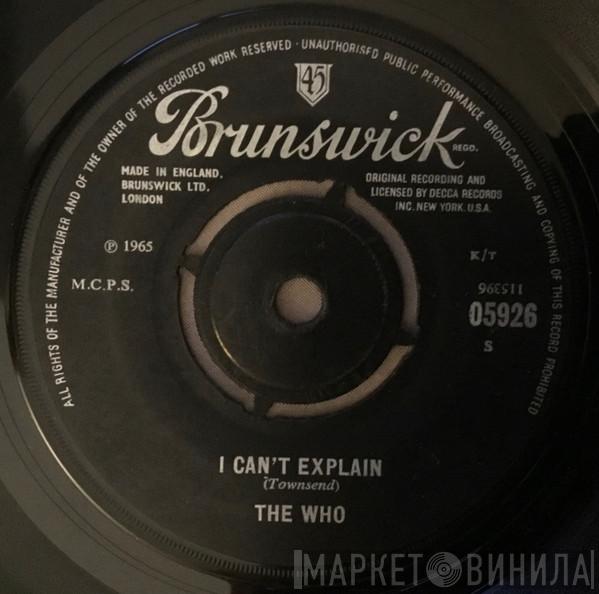 ALL RIGHTS OF THE MANUFACTURER AND OF THE OWNER OF THE RECORDED WORK RESERVED · UNAUTHORISED PUBLIC PERFORMANCE BROADCASTING AND COPYING OF THIS RECORD PROHIBITED
45
Brunswick
REGD.
MADE IN ENGLAND.
BRUNSWICK LTD.
LONDON
ORIGINAL RECORDING AND
LICENSED BY DECCA RECORDS
INC. NEW YORK. U.S.A.
℗ 1965
K/T
M.C.P.S.
115396
05926
S
I CAN'T EXPLAIN
(Townsend)
THE WHO
МАРКЕТ ВИНИЛА